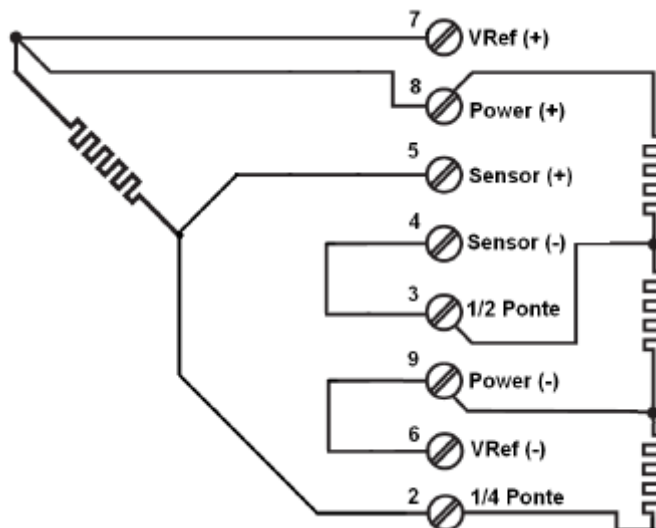 7 VRef (+)
8 Power (+)
5 Sensor (+)
4 Sensor (-)
3 1/2 Ponte
9 Power (-)
6 VRef (-)
2 1/4 Ponte